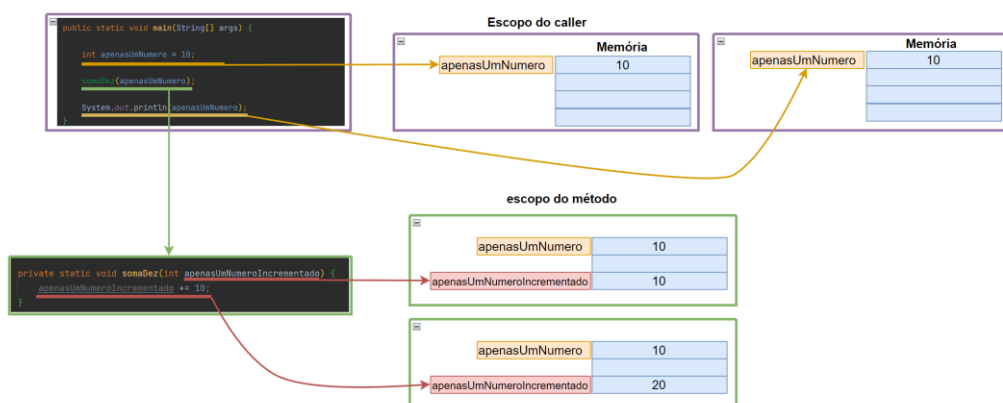 public static void main(String[] args) {
int apenasUmNumero = 10;
somaDez(apenasUmNumero);
System.out.println(apenasUmNumero);
}
Escopo do caller
Memória
apenasUmNumero 10
Memória
apenasUmNumero 10
escopo do método
private static void somaDez(int apenasUmNumeroIncrementado) {
apenasUmNumeroIncrementado += 10;
}
apenasUmNumero 10
apenasUmNumeroIncrementado 10
apenasUmNumero 10
apenasUmNumeroIncrementado 20